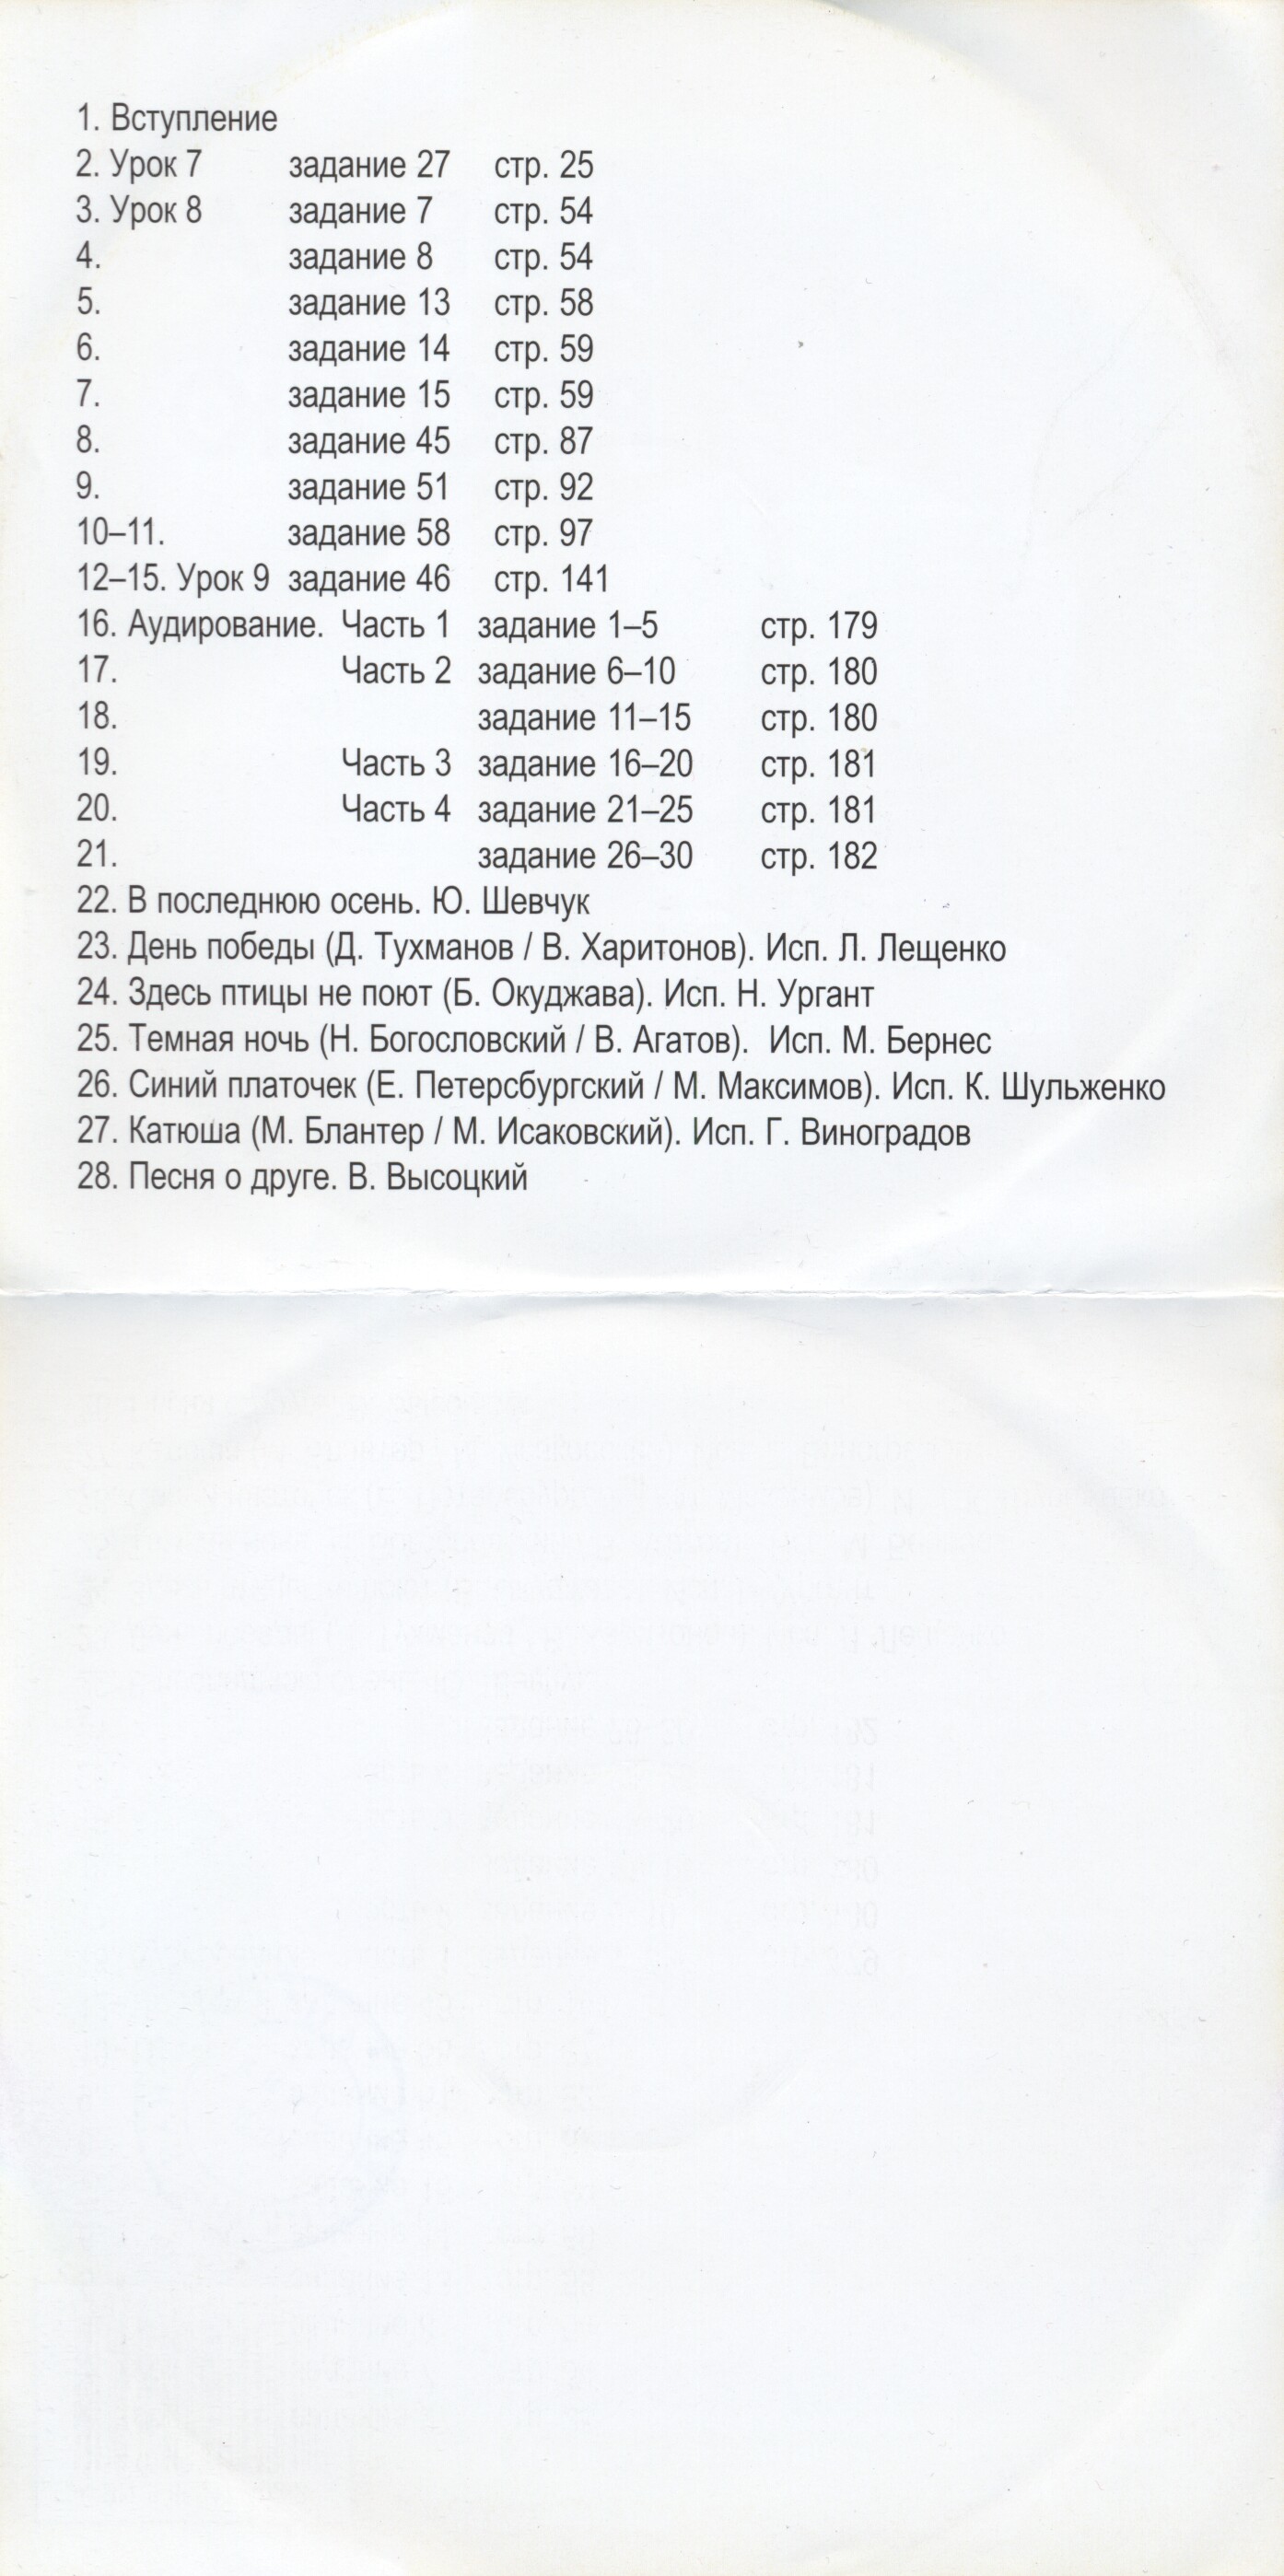 1. Вступление
2. Урок 7 задание 27 стр. 25
3. Урок 8 задание 7 стр. 54
4. задание 8 стр. 54
5. задание 13 стр. 58
6. задание 14 стр. 59
7. задание 15 стр. 59
8. задание 45 стр. 87
9. задание 51 стр. 92
10–11. задание 58 стр. 97
12–15. Урок 9 задание 46 стр. 141
16. Аудирование. Часть 1 задание 1–5 стр. 179
17. Часть 2 задание 6–10 стр. 180
18. задание 11–15 стр. 180
19. Часть 3 задание 16–20 стр. 181
20. Часть 4 задание 21–25 стр. 181
21. задание 26–30 стр. 182
22. В последнюю осень. Ю. Шевчук
23. День победы (Д. Тухманов / В. Харитонов). Исп. Л. Лещенко
24. Здесь птицы не поют (Б. Окуджава). Исп. Н. Ургант
25. Темная ночь (Н. Богословский / В. Агатов). Исп. М. Бернес
26. Синий платочек (Е. Петерсбургский / М. Максимов). Исп. К. Шульженко
27. Катюша (М. Блантер / М. Исаковский). Исп. Г. Виноградов
28. Песня о друге. В. Высоцкий